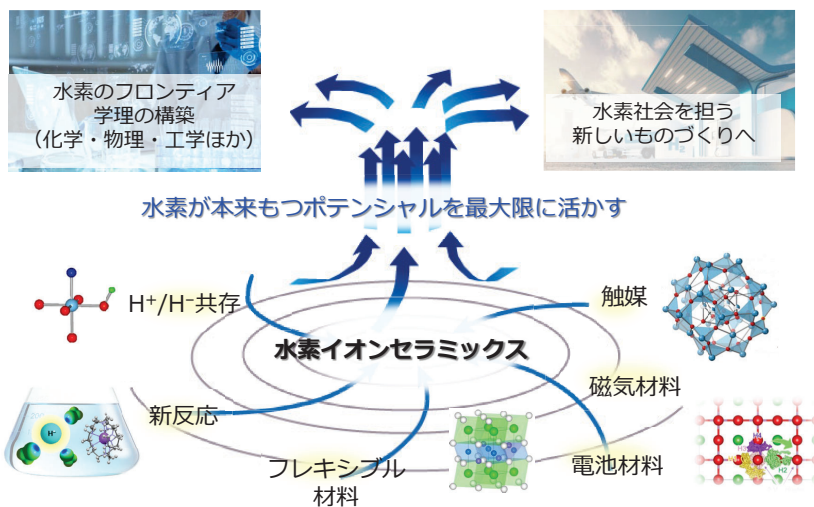 水素のフロンティア
学理の構築
（化学・物理・工学ほか）
水素社会を担う
新しいものづくりへ
水素が本来もつポテンシャルを最大限に活かす
H⁺/H⁻共存
触媒
水素イオンセラミックス
磁気材料
新反応
H⁻
フレキシブル
材料
電池材料
H2